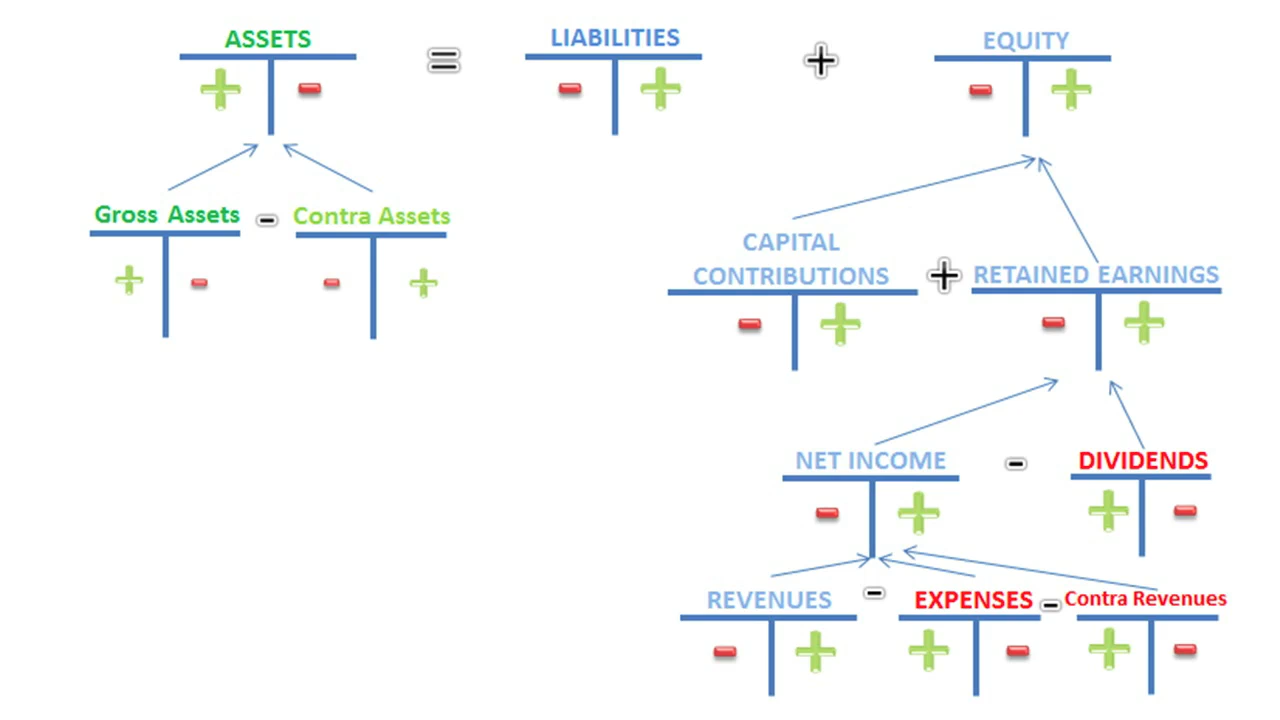 ASSETS = LIABILITIES + EQUITY
+ - - + - +
Gross Assets - Contra Assets
+ - - +
CAPITAL
CONTRIBUTIONS + RETAINED EARNINGS
- + - +
NET INCOME - DIVIDENDS
- + + -
REVENUES - EXPENSES - Contra Revenues
- + + - + -